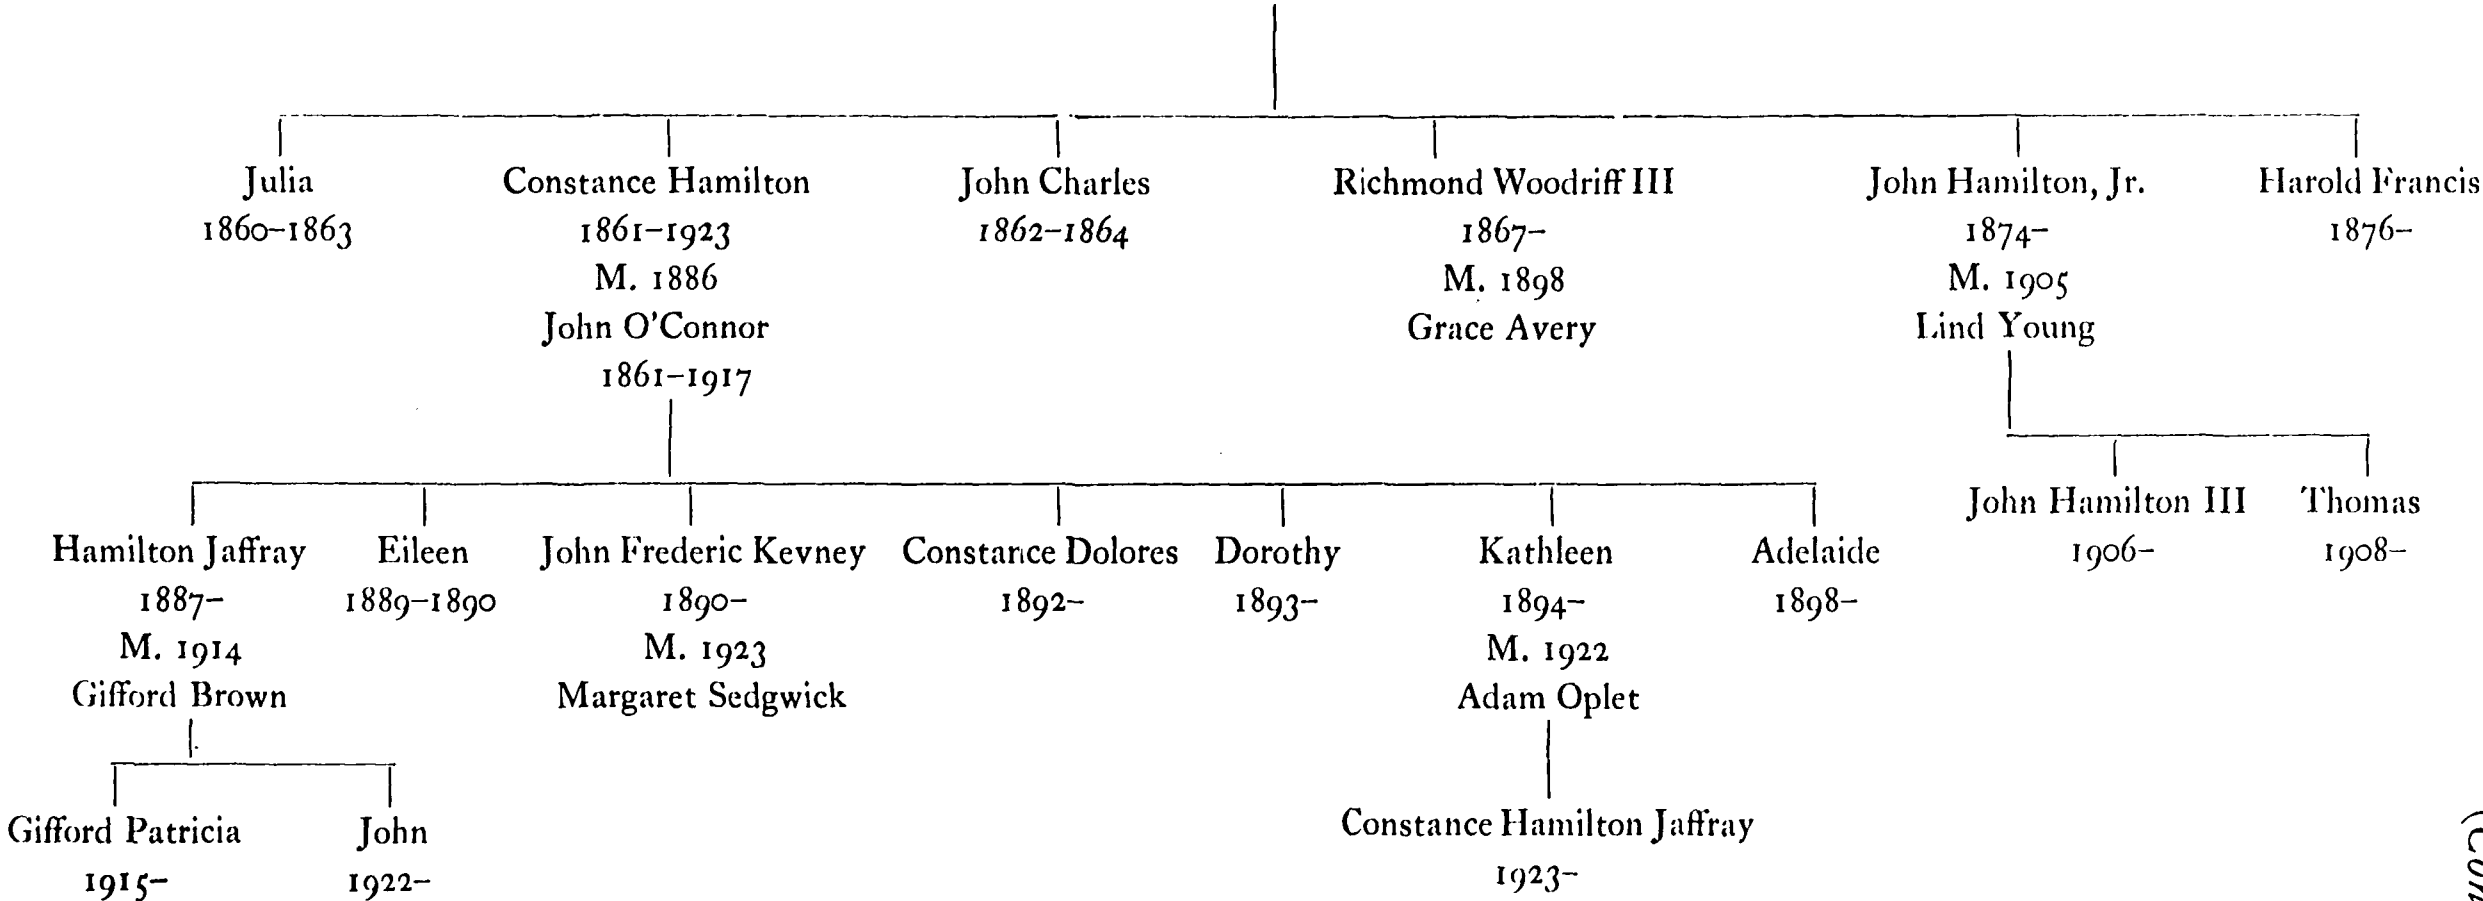 Julia
1860–1863
Constance Hamilton
1861–1923
M. 1886
John O'Connor
1861–1917
John Charles
1862–1864
Richmond Woodriff III
1867–
M. 1898
Grace Avery
John Hamilton, Jr.
1874–
M. 1905
Lind Young
Harold Francis
1876–
Hamilton Jaffray
1887–
M. 1914
Gifford Brown
Eileen
1889–1890
John Frederic Kevney
1890–
M. 1923
Margaret Sedgwick
Constance Dolores
1892–
Dorothy
1893–
Kathleen
1894–
M. 1922
Adam Oplet
Adelaide
1898–
John Hamilton III
1906–
Thomas
1908–
Gifford Patricia
1915–
John
1922–
Constance Hamilton Jaffray
1923–